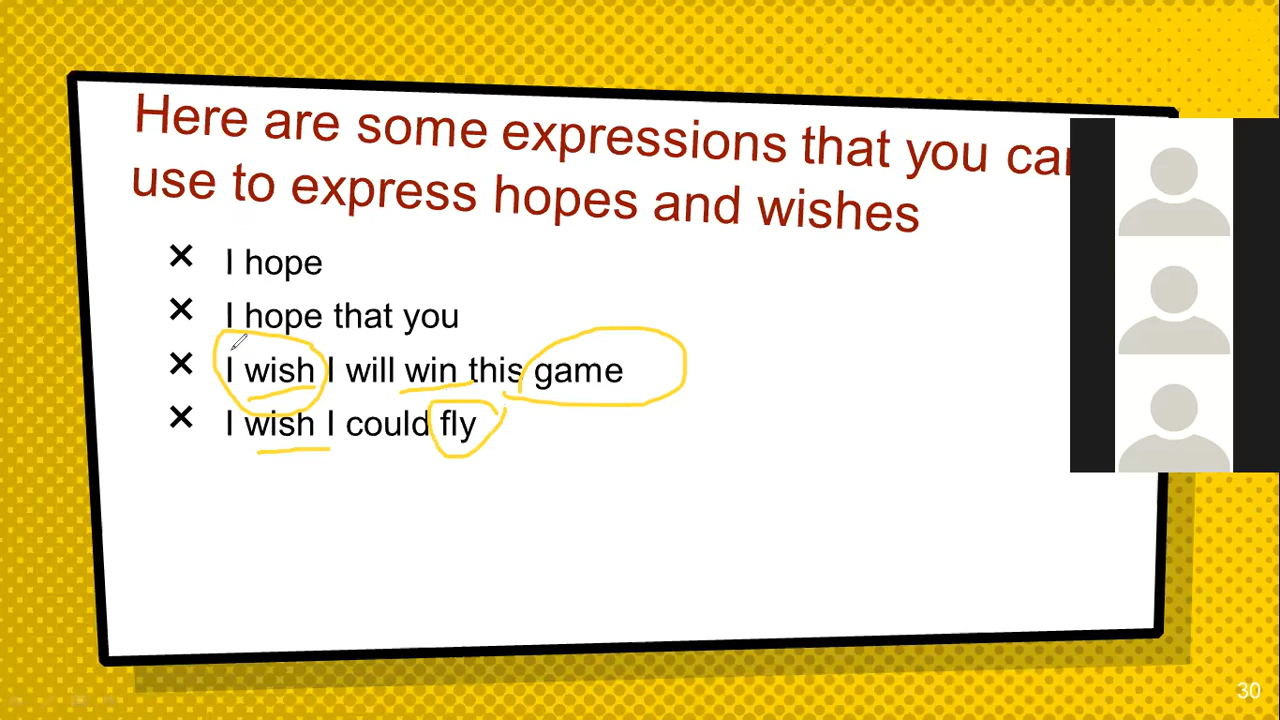 Here are some expressions that you can
use to express hopes and wishes
× I hope
× I hope that you
× I wish I will win this game
× I wish I could fly
30